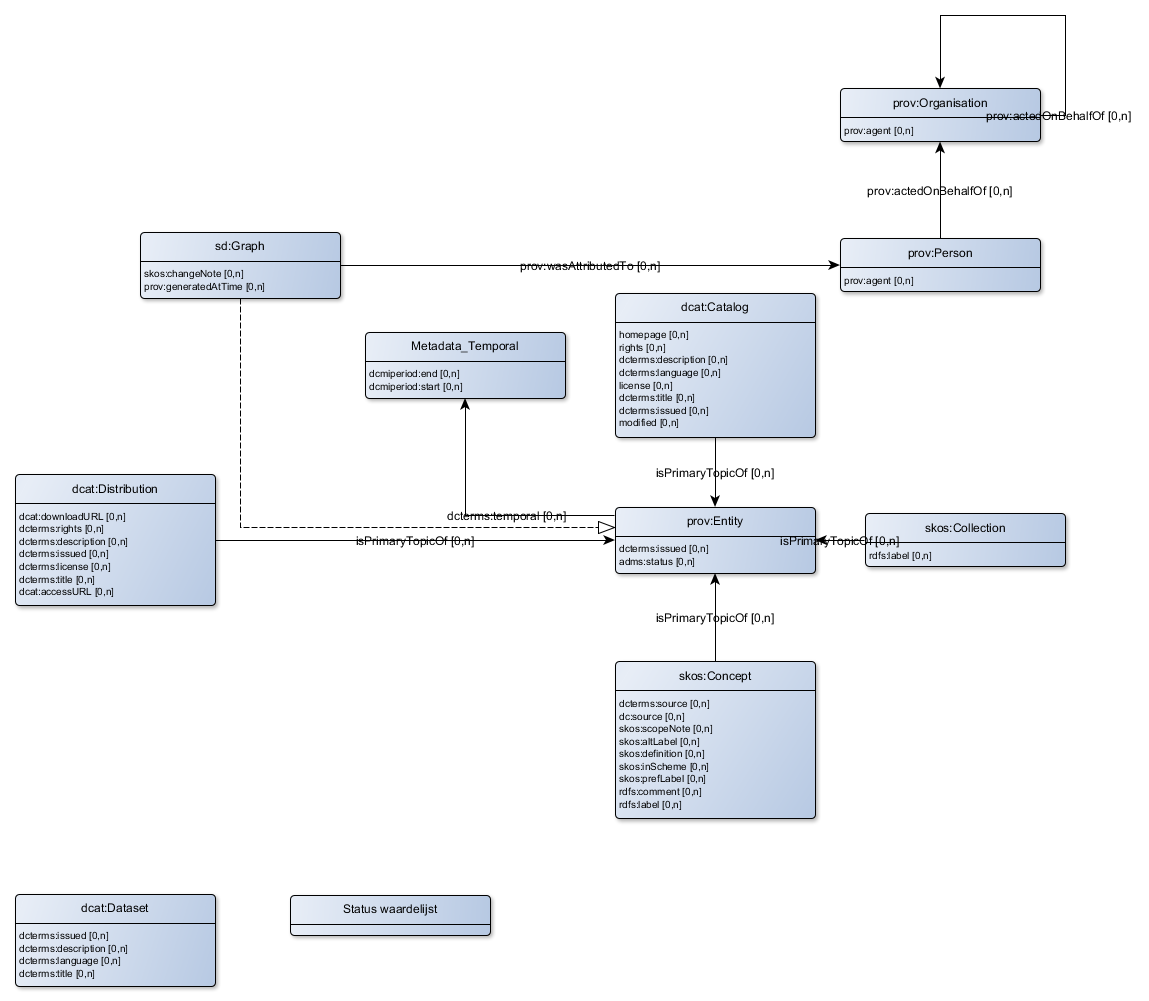 prov:Organisation
prov:actedOnBehalfOf [0,n]
prov:agent [0,n]
prov:actedOnBehalfOf [0,n]
sd:Graph
skos:changeNote [0,n]
prov:generatedAtTime [0,n]
prov:wasAttributedTo [0,n]
prov:Person
prov:agent [0,n]
dcat:Catalog
homepage [0,n]
rights [0,n]
dcterms:description [0,n]
dcterms:language [0,n]
license [0,n]
dcterms:title [0,n]
dcterms:issued [0,n]
modified [0,n]
Metadata_Temporal
dcmiperiod:end [0,n]
dcmiperiod:start [0,n]
isPrimaryTopicOf [0,n]
dcat:Distribution
dcat:downloadURL [0,n]
dcterms:rights [0,n]
dcterms:description [0,n]
dcterms:issued [0,n]
dcterms:license [0,n]
dcterms:title [0,n]
dcat:accessURL [0,n]
dcterms:temporal [0,n]
isPrimaryTopicOf [0,n]
prov:Entity
dcterms:issued [0,n]
adms:status [0,n]
isPrimaryTopicOf [0,n]
skos:Collection
rdfs:label [0,n]
isPrimaryTopicOf [0,n]
skos:Concept
dcterms:source [0,n]
dc:source [0,n]
skos:scopeNote [0,n]
skos:altLabel [0,n]
skos:definition [0,n]
skos:inScheme [0,n]
skos:prefLabel [0,n]
rdfs:comment [0,n]
rdfs:label [0,n]
dcat:Dataset
dcterms:issued [0,n]
dcterms:description [0,n]
dcterms:language [0,n]
dcterms:title [0,n]
Status waardelijst